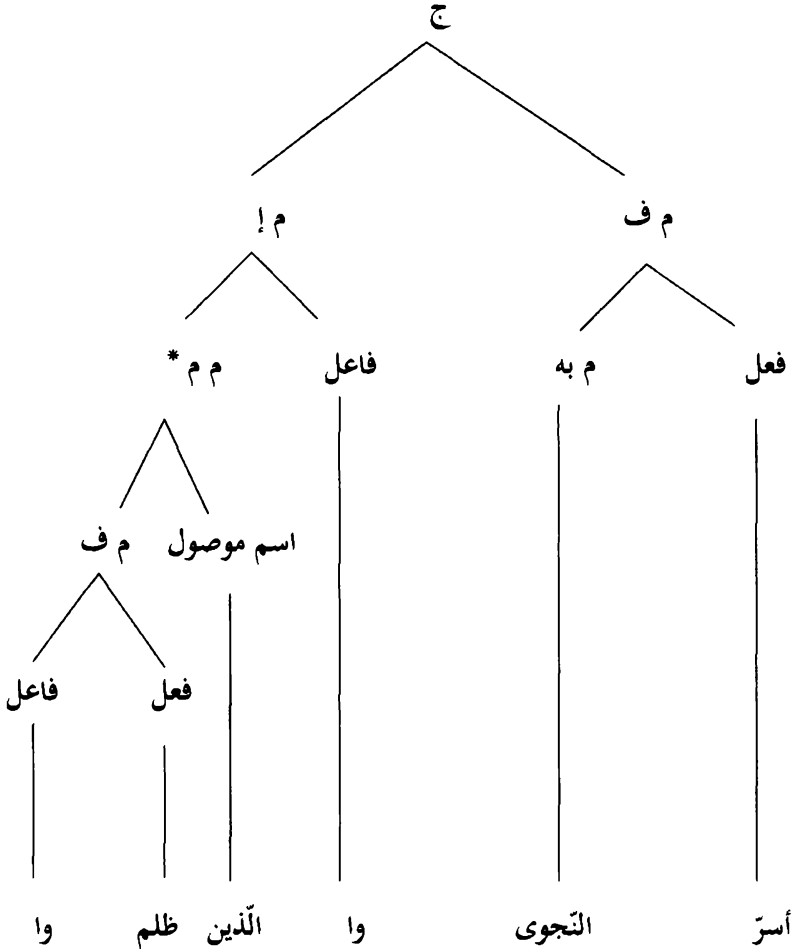 ج
م ف م إ
فعل م به فاعل م م *
اسم موصول م ف
فعل فاعل
أسرّ النّجوى وا الّذين ظلم وا